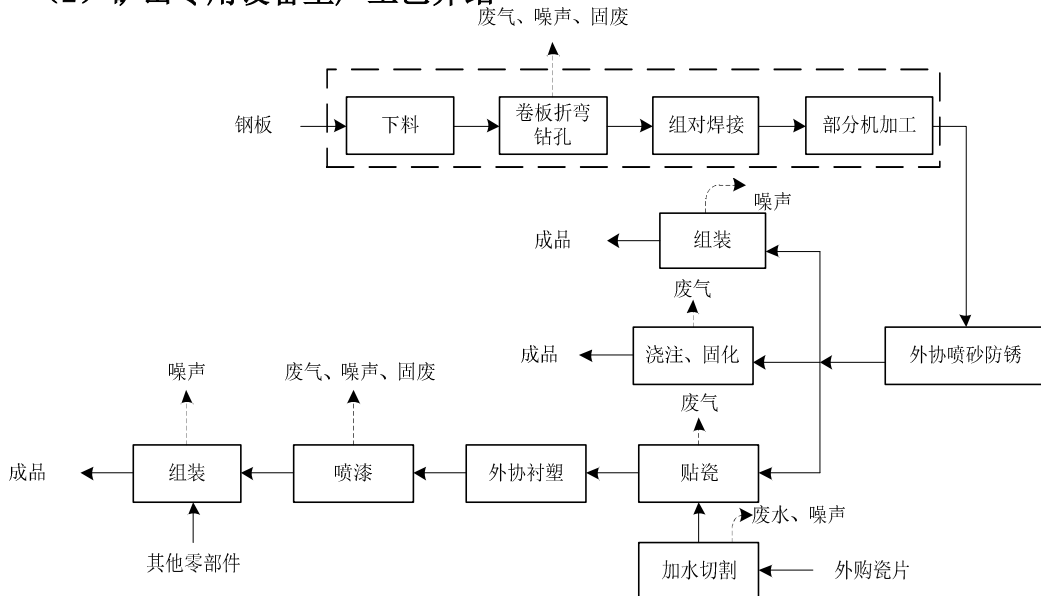 废气、噪声、固废
钢板
下料
卷板折弯
钻孔
组对焊接
部分机加工
噪声
成品
组装
废气
成品
浇注、固化
外协喷砂防锈
噪声
废气、噪声、固废
废气
成品
组装
喷漆
外协衬塑
贴瓷
废水、噪声
其他零部件
加水切割
外购瓷片